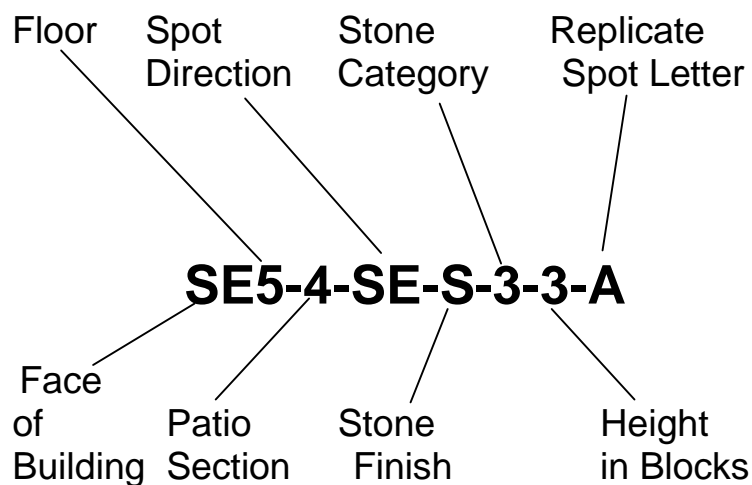 Floor
Spot
Direction
Stone
Category
Replicate
Spot Letter
SE5-4-SE-S-3-3-A
Face
of
Building
Patio
Section
Stone
Finish
Height
in Blocks